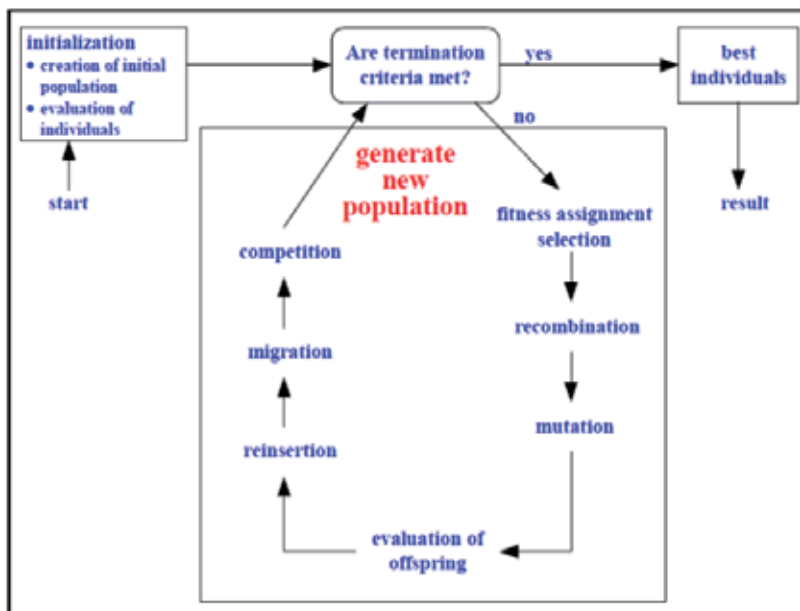 initialization
• creation of initial
population
• evaluation of
individuals
start
Are termination
criteria met?
yes
best
individuals
result
no
generate
new
population
fitness assignment
selection
recombination
mutation
evaluation of
offspring
reinsertion
migration
competition